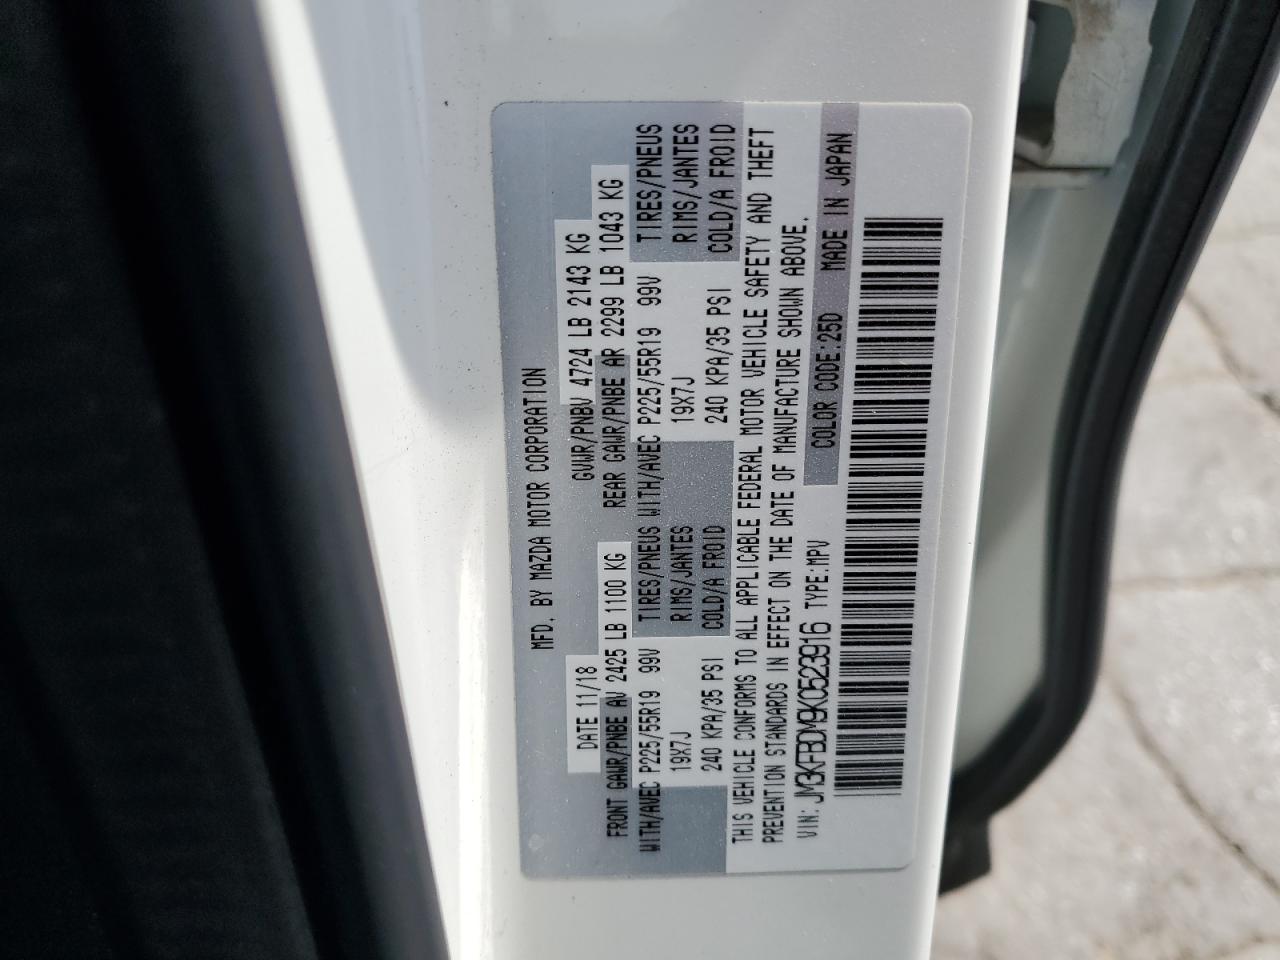 MFD. BY MAZDA MOTOR CORPORATION
DATE 11/18 GVWR/PNBV 4724 LB 2143 KG
FRONT GAWR/PNBE AV 2425 LB 1100 KG REAR GAWR/PNBE AR 2299 LB 1043 KG
WITH/AVEC P225/55R19 99V TIRES/PNEUS WITH/AVEC P225/55R19 99V TIRES/PNEUS
19X7J RIMS/JANTES 19X7J RIMS/JANTES
240 KPA/35 PSI COLD/A FROID 240 KPA/35 PSI COLD/A FROID
THIS VEHICLE CONFORMS TO ALL APPLICABLE FEDERAL MOTOR VEHICLE SAFETY AND THEFT
PREVENTION STANDARDS IN EFFECT ON THE DATE OF MANUFACTURE SHOWN ABOVE.
VIN: JM3KFBDM9K0523916 TYPE:MPV COLOR CODE:25D MADE IN JAPAN